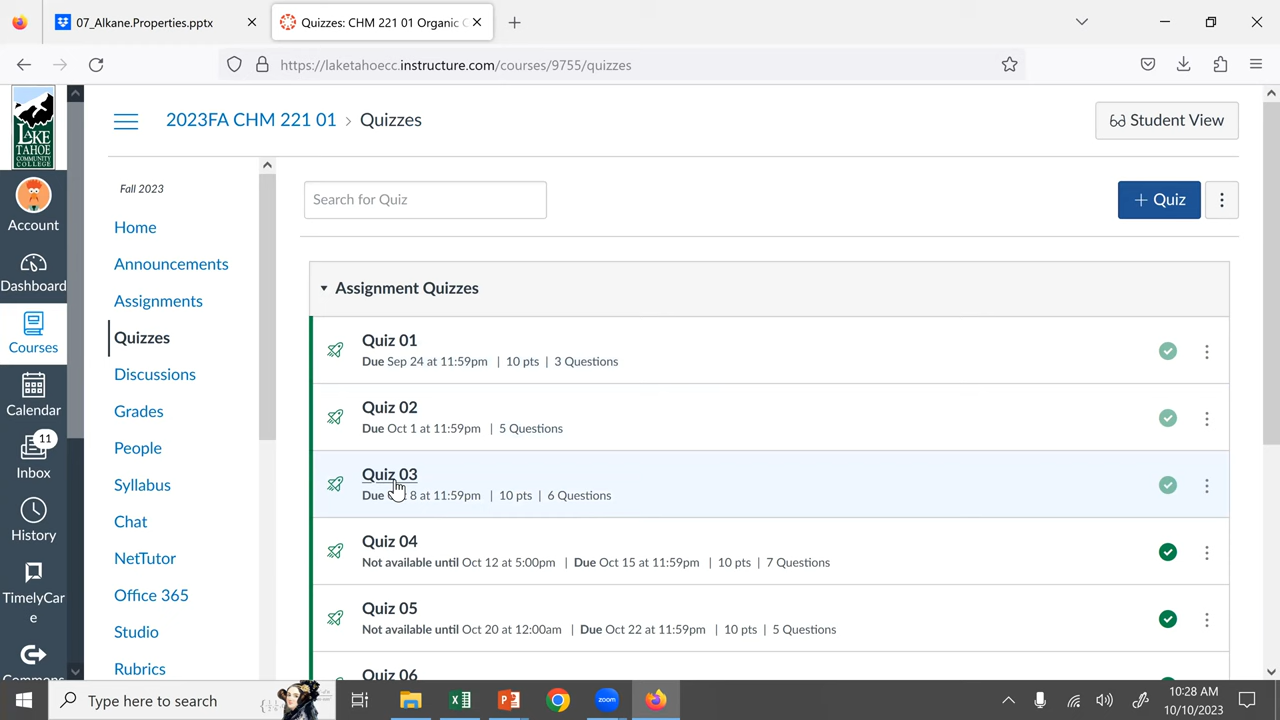 07_Alkane.Properties.pptx
Quizzes: CHM 221 01 Organic C
https://laketahoecc.instructure.com/courses/9755/quizzes
LAKE
TAHOE
COMMUNITY
COLLEGE
2023FA CHM 221 01 > Quizzes
Student View
Account
Dashboard
Courses
Calendar
11
Inbox
History
TimelyCar
e
Fall 2023
Home
Announcements
Assignments
Quizzes
Discussions
Grades
People
Syllabus
Chat
NetTutor
Office 365
Studio
Rubrics
Search for Quiz
+ Quiz
Assignment Quizzes
Quiz 01
Due Sep 24 at 11:59pm | 10 pts | 3 Questions
Quiz 02
Due Oct 1 at 11:59pm | 5 Questions
Quiz 03
Due 8 at 11:59pm | 10 pts | 6 Questions
Quiz 04
Not available until Oct 12 at 5:00pm | Due Oct 15 at 11:59pm | 10 pts | 7 Questions
Quiz 05
Not available until Oct 20 at 12:00am | Due Oct 22 at 11:59pm | 10 pts | 5 Questions
Quiz 06
Type here to search
zoom
10:28 AM
10/10/2023